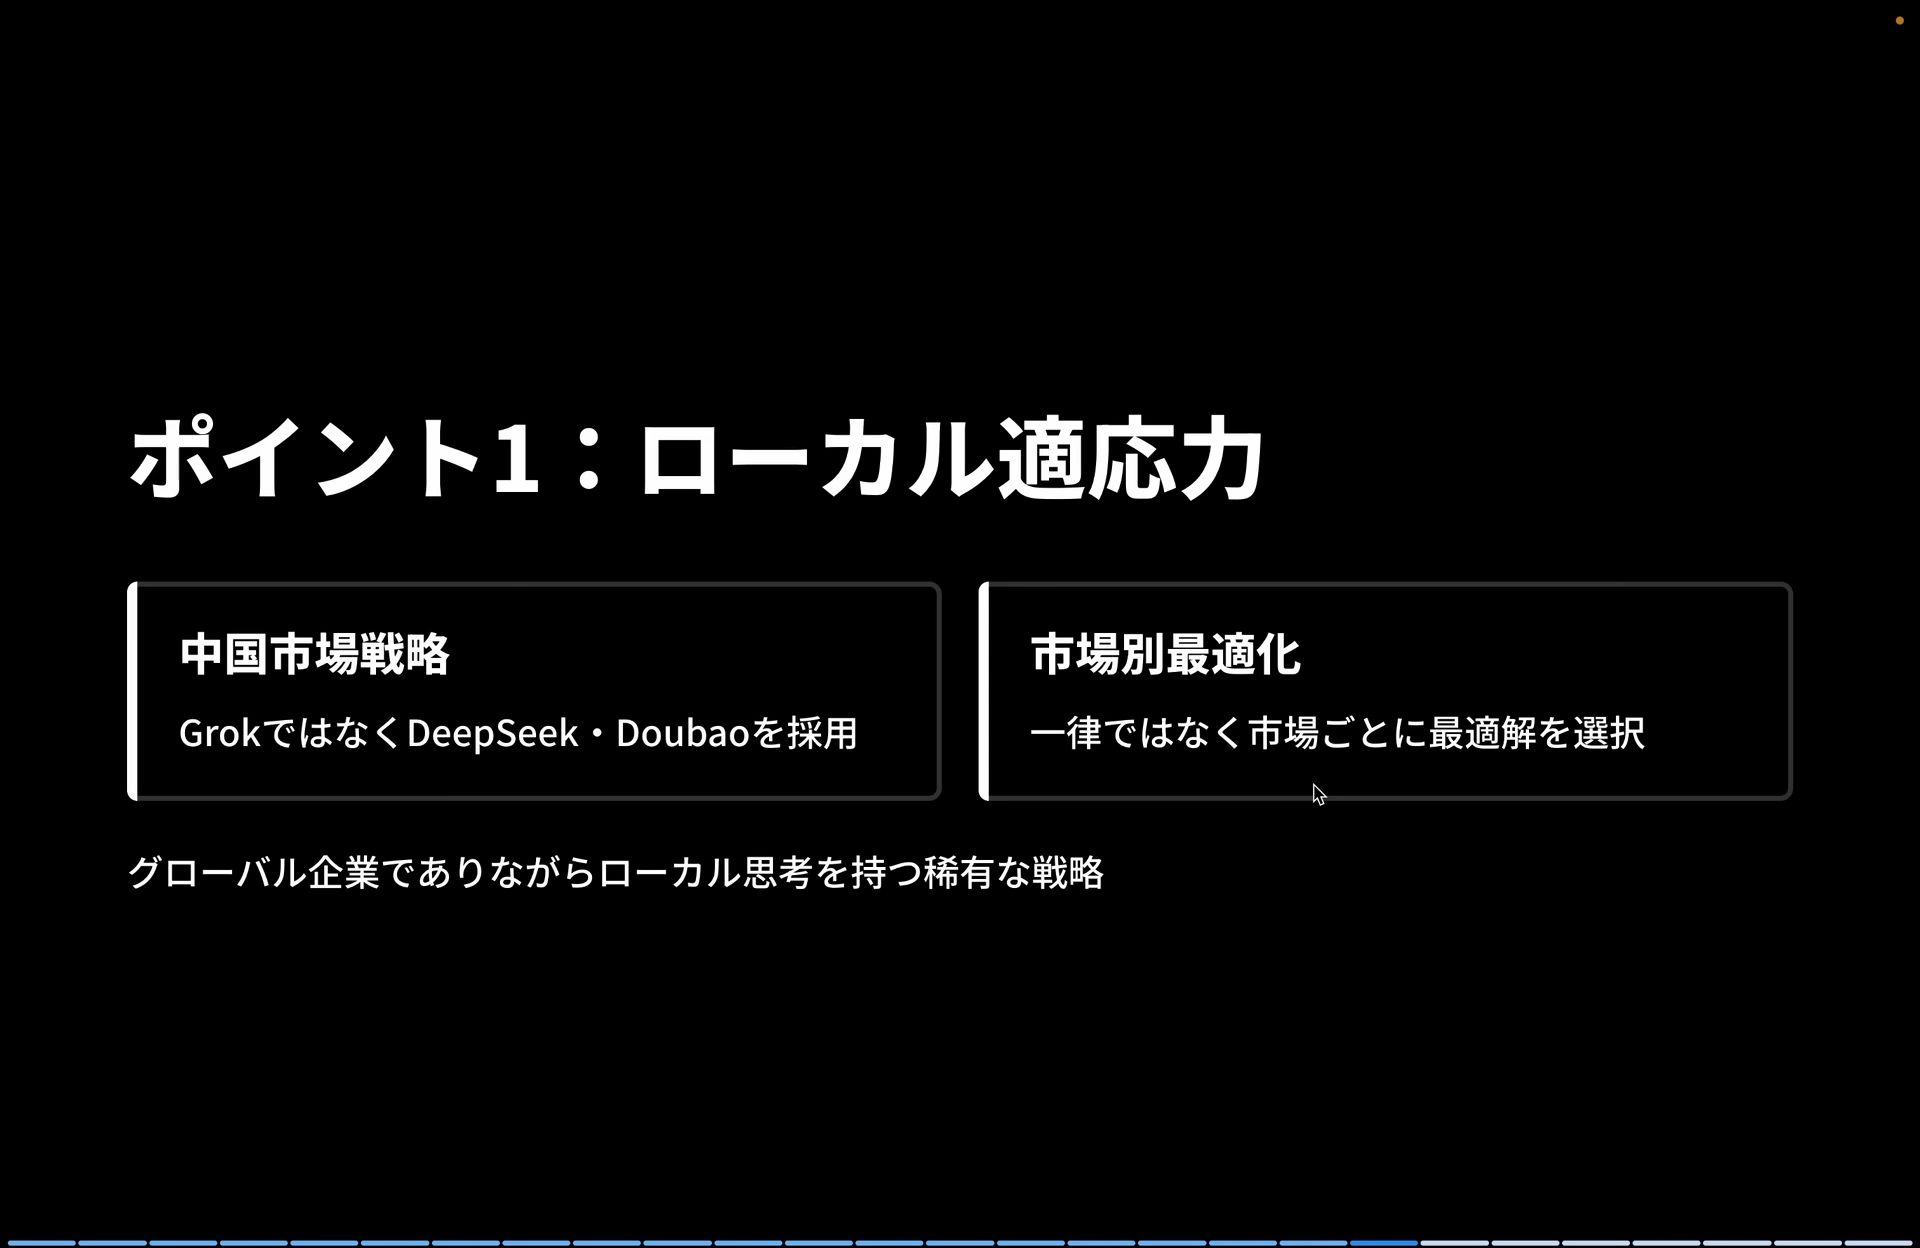 ポイント1：ローカル適応力
中国市場戦略
GrokではなくDeepSeek・Doubaoを採用
市場別最適化
一律ではなく市場ごとに最適解を選択
グローバル企業でありながらローカル思考を持つ稀有な戦略